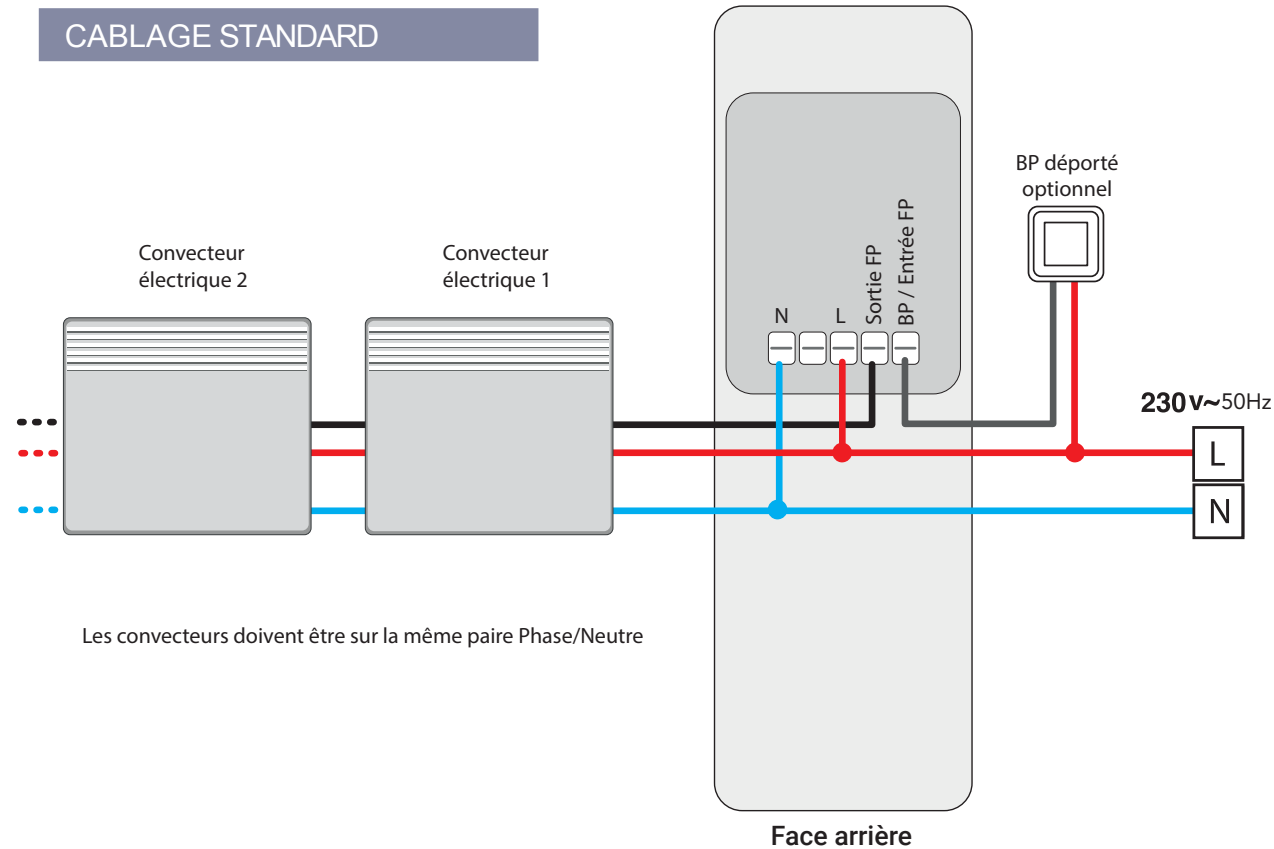 CABLAGE STANDARD
BP déporté
optionnel
Convecteur
électrique 2
Convecteur
électrique 1
N
L
Sortie FP
BP / Entrée FP
230 v~50Hz
L
N
Les convecteurs doivent être sur la même paire Phase/Neutre
Face arrière